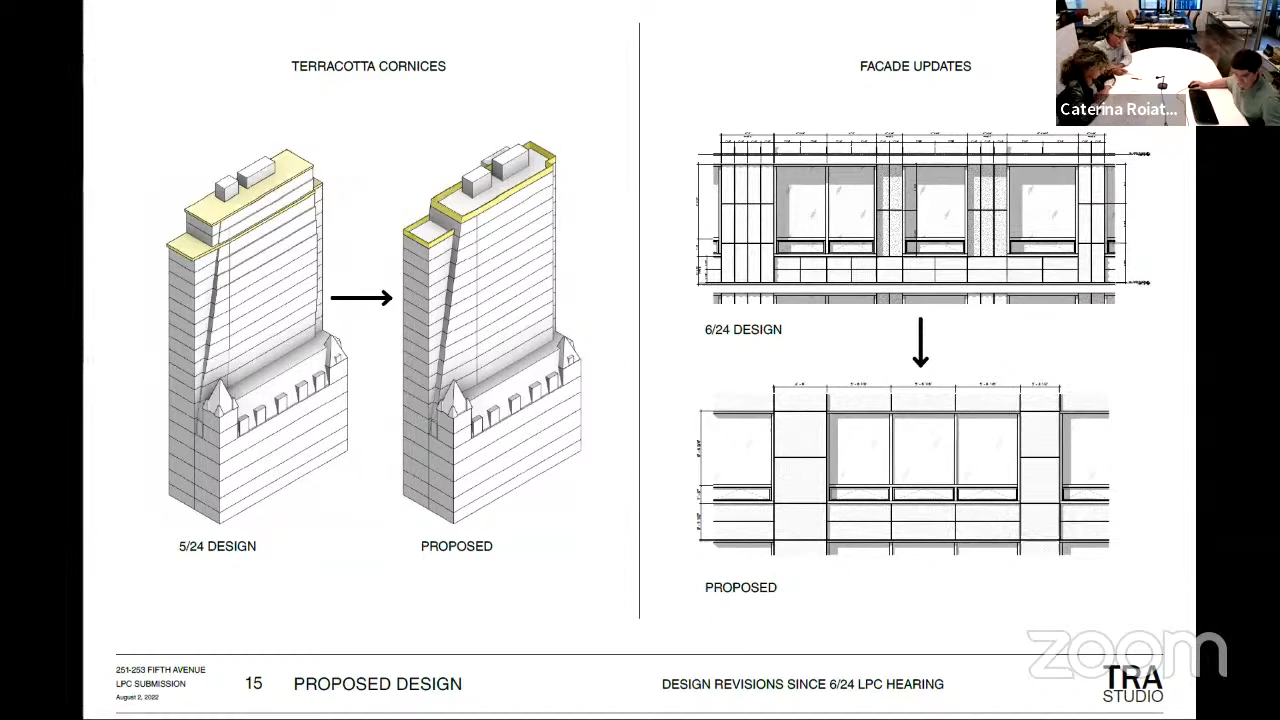 TERRACOTTA CORNICES
FACADE UPDATES
Caterina Roiat...
6/24 DESIGN
5/24 DESIGN
PROPOSED
PROPOSED
zoom
251-253 FIFTH AVENUE
LPC SUBMISSION
August 2, 2022
15
PROPOSED DESIGN
DESIGN REVISIONS SINCE 6/24 LPC HEARING
TRA
STUDIO